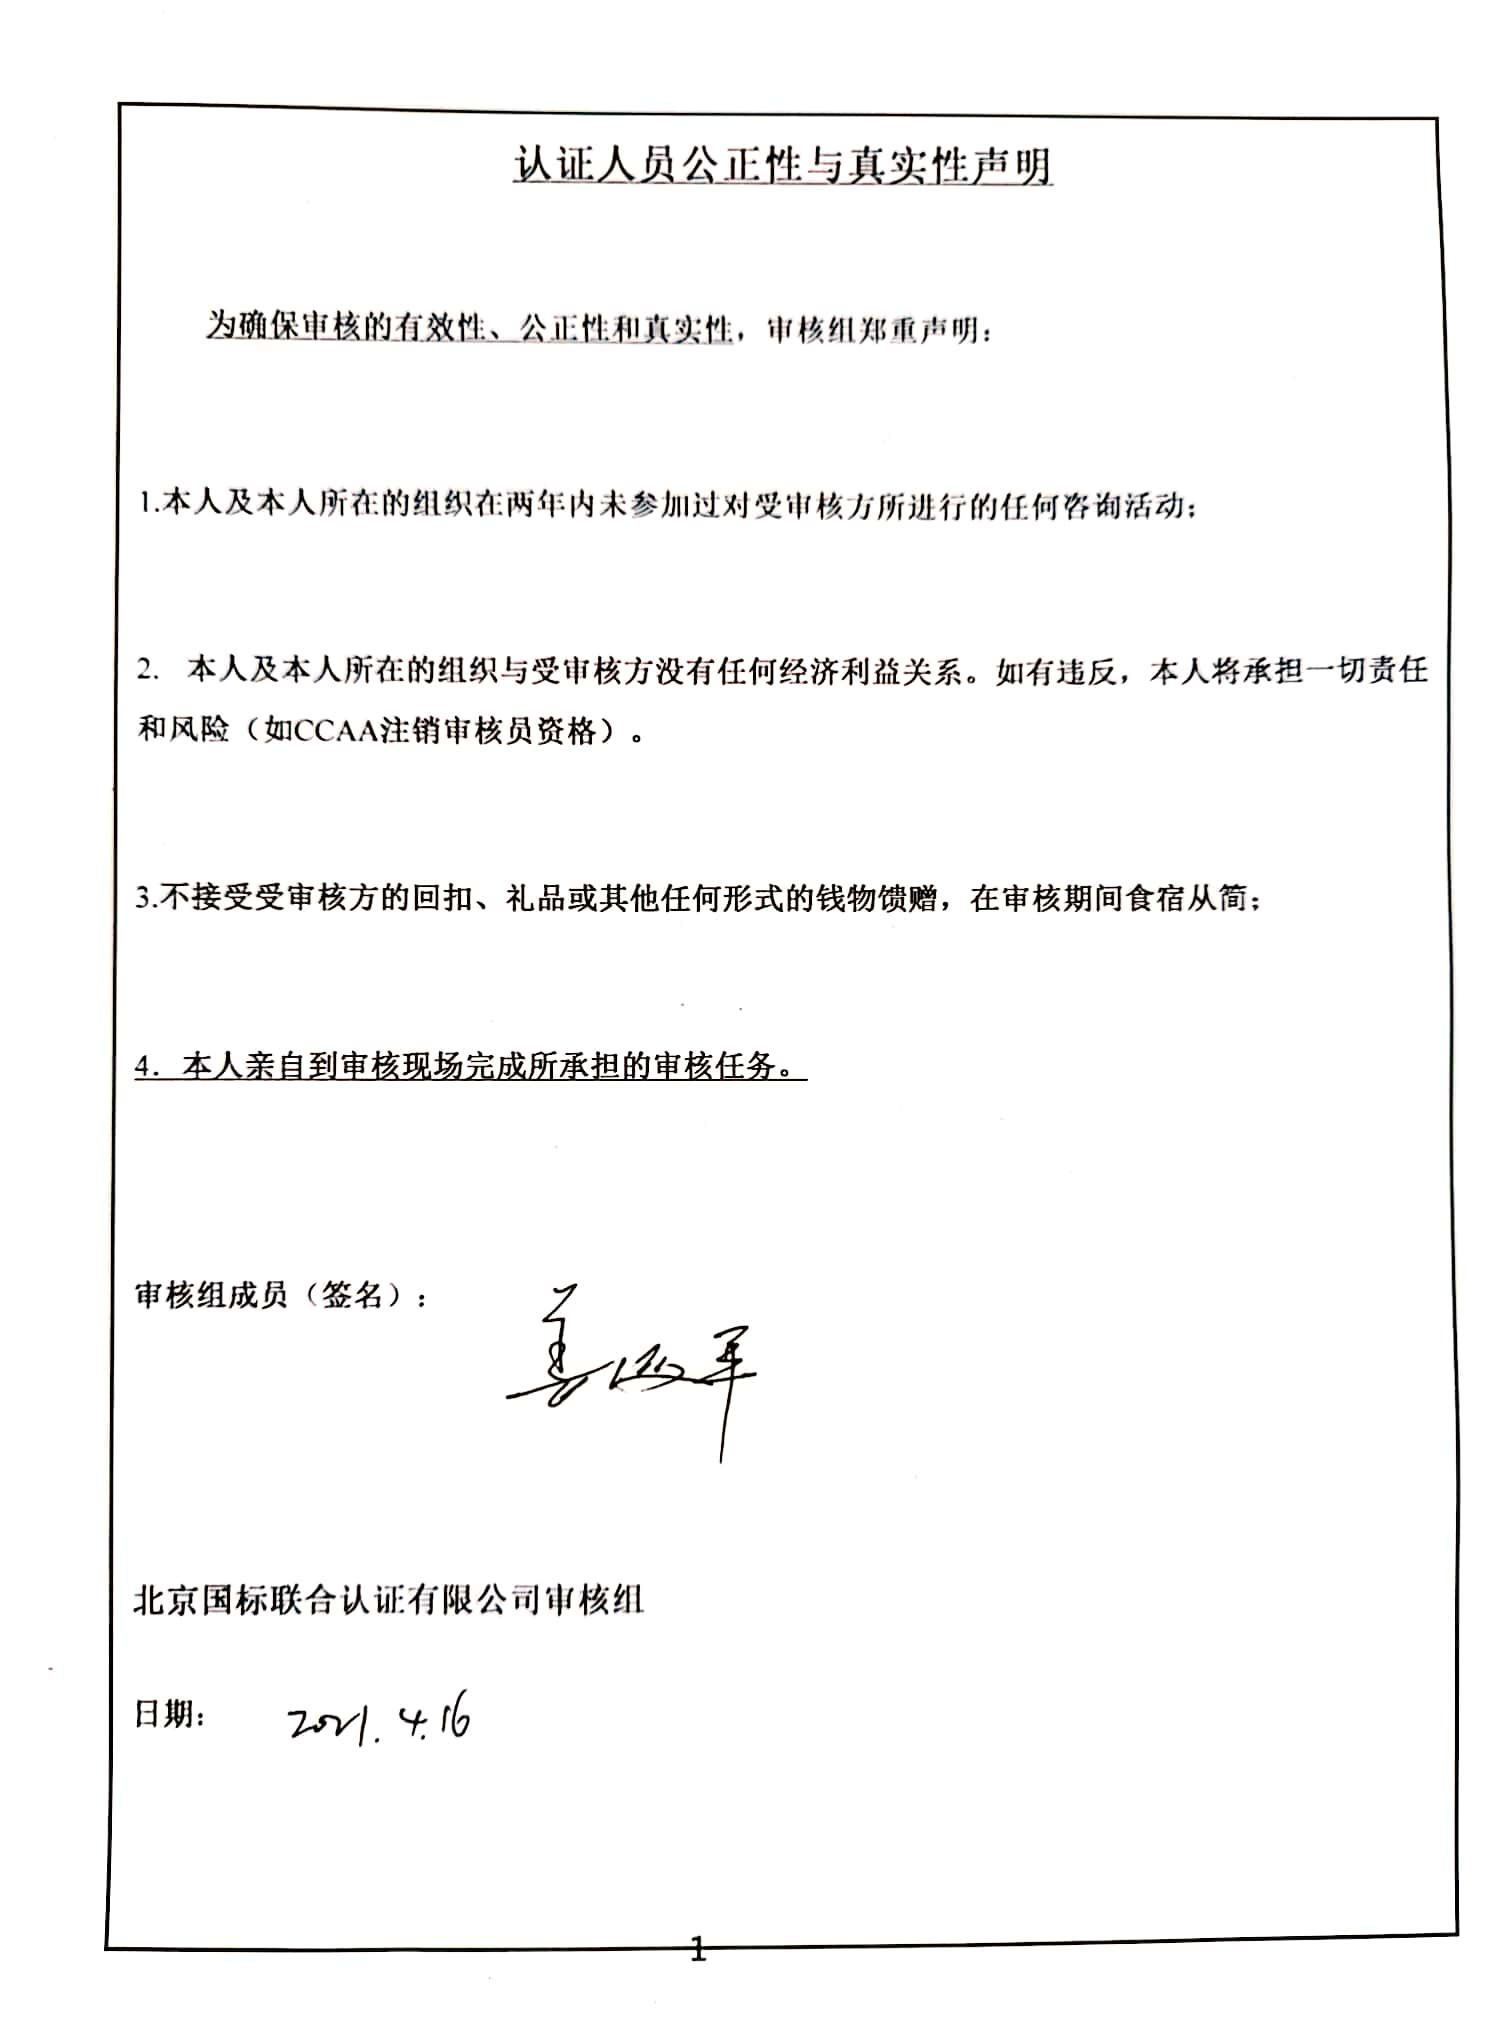 认证人员公正性与真实性声明
为确保审核的有效性、公正性和真实性，审核组郑重声明：
1.本人及本人所在的组织在两年内未参加过对受审核方所进行的任何咨询活动；
2. 本人及本人所在的组织与受审核方没有任何经济利益关系。如有违反，本人将承担一切责任
和风险（如CCAA注销审核员资格）。
3.不接受受审核方的回扣、礼品或其他任何形式的钱物馈赠，在审核期间食宿从简；
4. 本人亲自到审核现场完成所承担的审核任务。
审核组成员（签名）：
北京国标联合认证有限公司审核组
日期： 2021.4.16
1